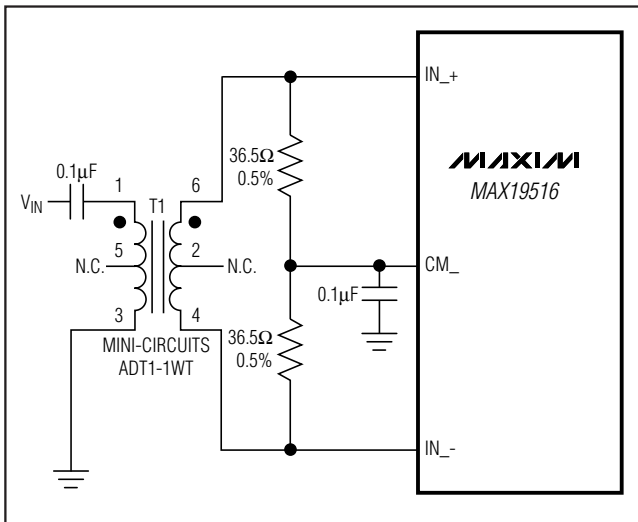 IN_+
36.5Ω
0.5%
MAXIM
MAX19516
0.1μF
1
6
T1
VIN
5
2
N.C.
N.C.
CM_
0.1μF
3
4
36.5Ω
0.5%
MINI-CIRCUITS
ADT1-1WT
IN_-